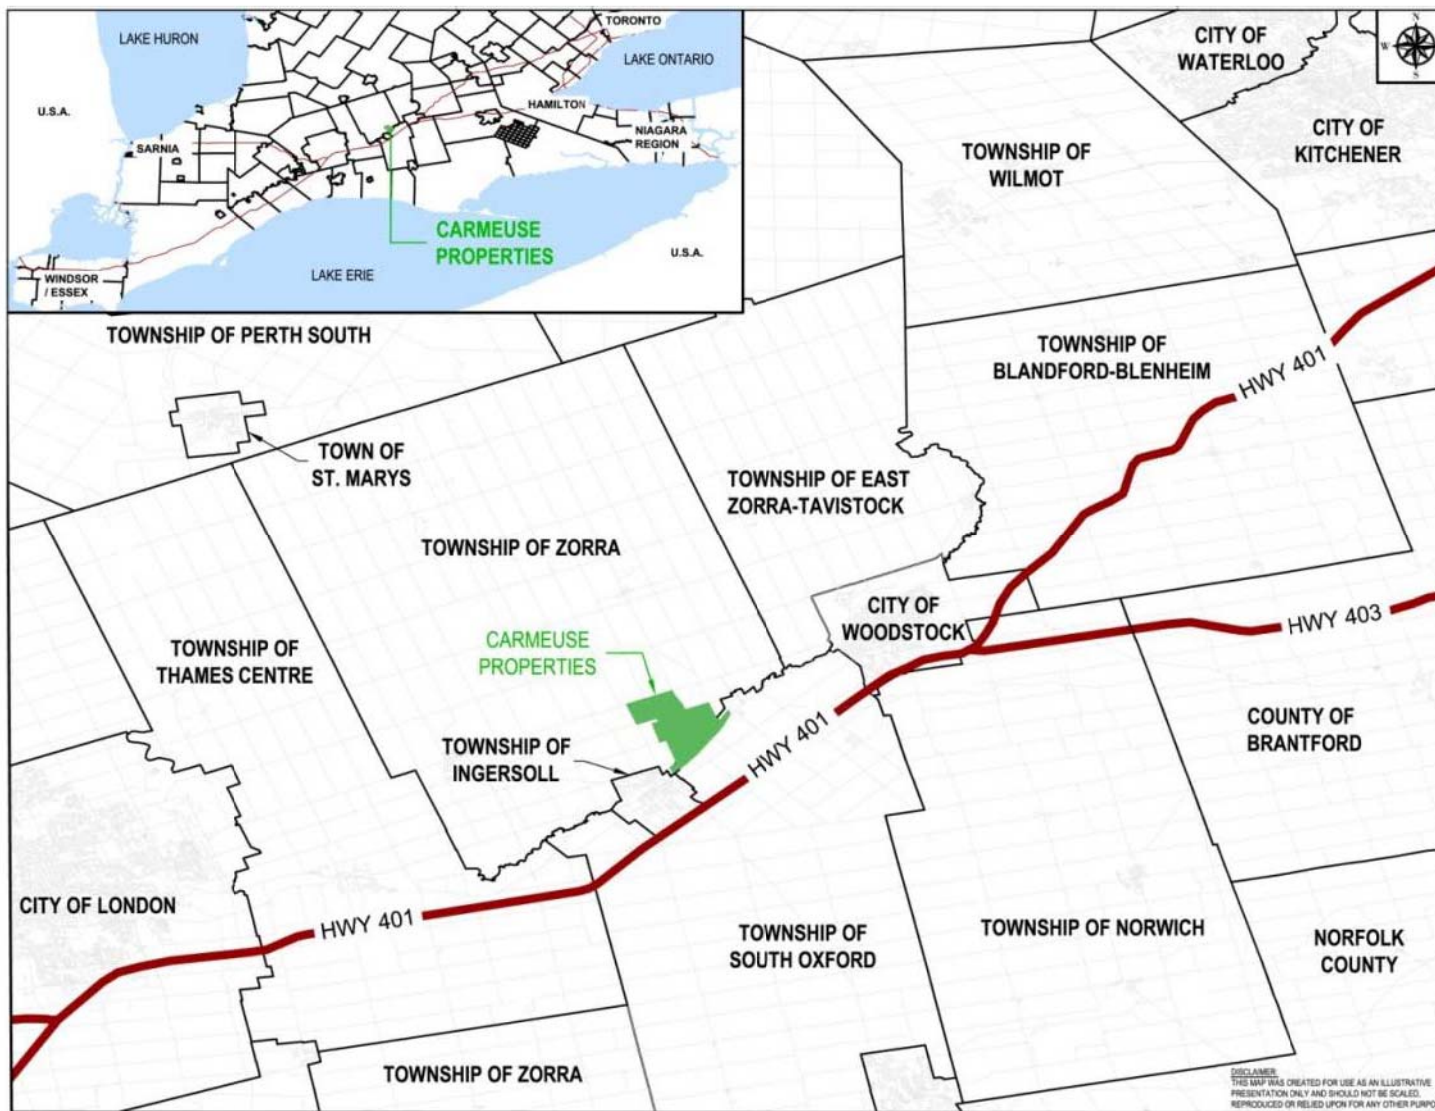 TORONTO
LAKE HURON
LAKE ONTARIO
U.S.A.
HAMILTON
NIAGARA
REGION
SARNIA
CARMEUSE
PROPERTIES
U.S.A.
LAKE ERIE
WINDSOR
/ ESSEX
CITY OF
WATERLOO
N
W
S
CITY OF
KITCHENER
TOWNSHIP OF
WILMOT
TOWNSHIP OF PERTH SOUTH
TOWNSHIP OF
BLANDFORD-BLENHEIM
HWY 401
TOWN OF
ST. MARYS
TOWNSHIP OF EAST
ZORRA-TAVISTOCK
TOWNSHIP OF ZORRA
CITY OF
WOODSTOCK
HWY 403
TOWNSHIP OF
THAMES CENTRE
CARMEUSE
PROPERTIES
COUNTY OF
BRANTFORD
TOWNSHIP OF
INGERSOLL
HWY 401
CITY OF LONDON
HWY 401
TOWNSHIP OF
SOUTH OXFORD
TOWNSHIP OF NORWICH
NORFOLK
COUNTY
TOWNSHIP OF ZORRA
DISCLAIMER:
THIS MAP WAS CREATED FOR USE AS AN ILLUSTRATIVE
PRESENTATION ONLY AND SHOULD NOT BE SCALED,
REPRODUCED OR RELIED UPON FOR ANY OTHER PURPO